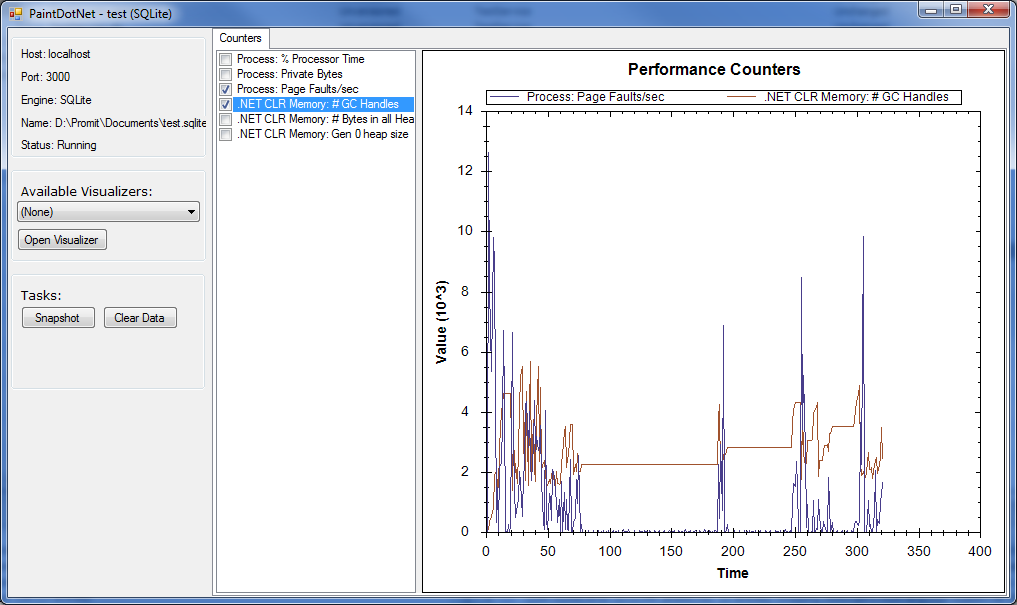 PaintDotNet - test (SQLite)
Host: localhost
Port: 3000
Engine: SQLite
Name: D:\Promit\Documents\test.sqlite
Status: Running
Available Visualizers:
(None)
Open Visualizer
Tasks:
Snapshot
Clear Data
Counters
Process: % Processor Time
Process: Private Bytes
Process: Page Faults/sec
.NET CLR Memory: # GC Handles
.NET CLR Memory: # Bytes in all Hea
.NET CLR Memory: Gen 0 heap size
Performance Counters
Process: Page Faults/sec
.NET CLR Memory: # GC Handles
Value (10^3)
14
12
10
8
6
4
2
0
0 50 100 150 200 250 300 350 400
Time